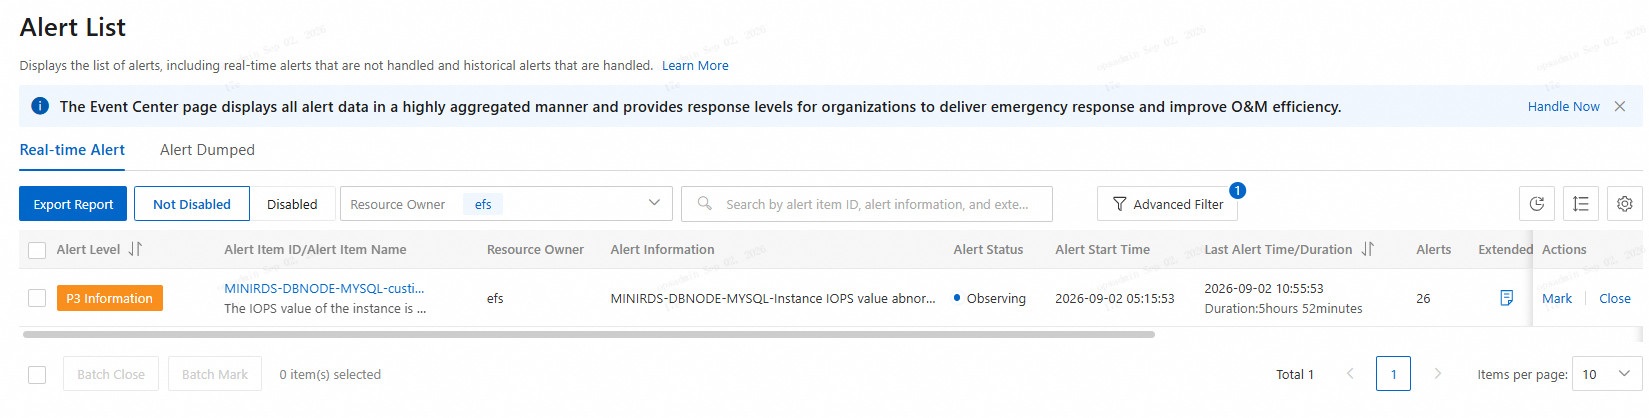 Alert List
Displays the list of alerts, including real-time alerts that are not handled and historical alerts that are handled. Learn More
The Event Center page displays all alert data in a highly aggregated manner and provides response levels for organizations to deliver emergency response and improve O&M efficiency. Handle Now
Real-time Alert Alert Dumped
Export Report Not Disabled Disabled Resource Owner efs Search by alert item ID, alert information, and exte... Advanced Filter 1
Alert Level Alert Item ID/Alert Item Name Resource Owner Alert Information Alert Status Alert Start Time Last Alert Time/Duration Alerts Extended Actions
P3 Information MINIRDS-DBNODE-MYSQL-custi... efs MINIRDS-DBNODE-MYSQL-Instance IOPS value abnor... Observing 2026-09-02 05:15:53 2026-09-02 10:55:53 26 Mark Close
The IOPS value of the instance is ... Duration:5hours 52minutes
Batch Close Batch Mark 0 item(s) selected Total 1 1 Items per page: 10